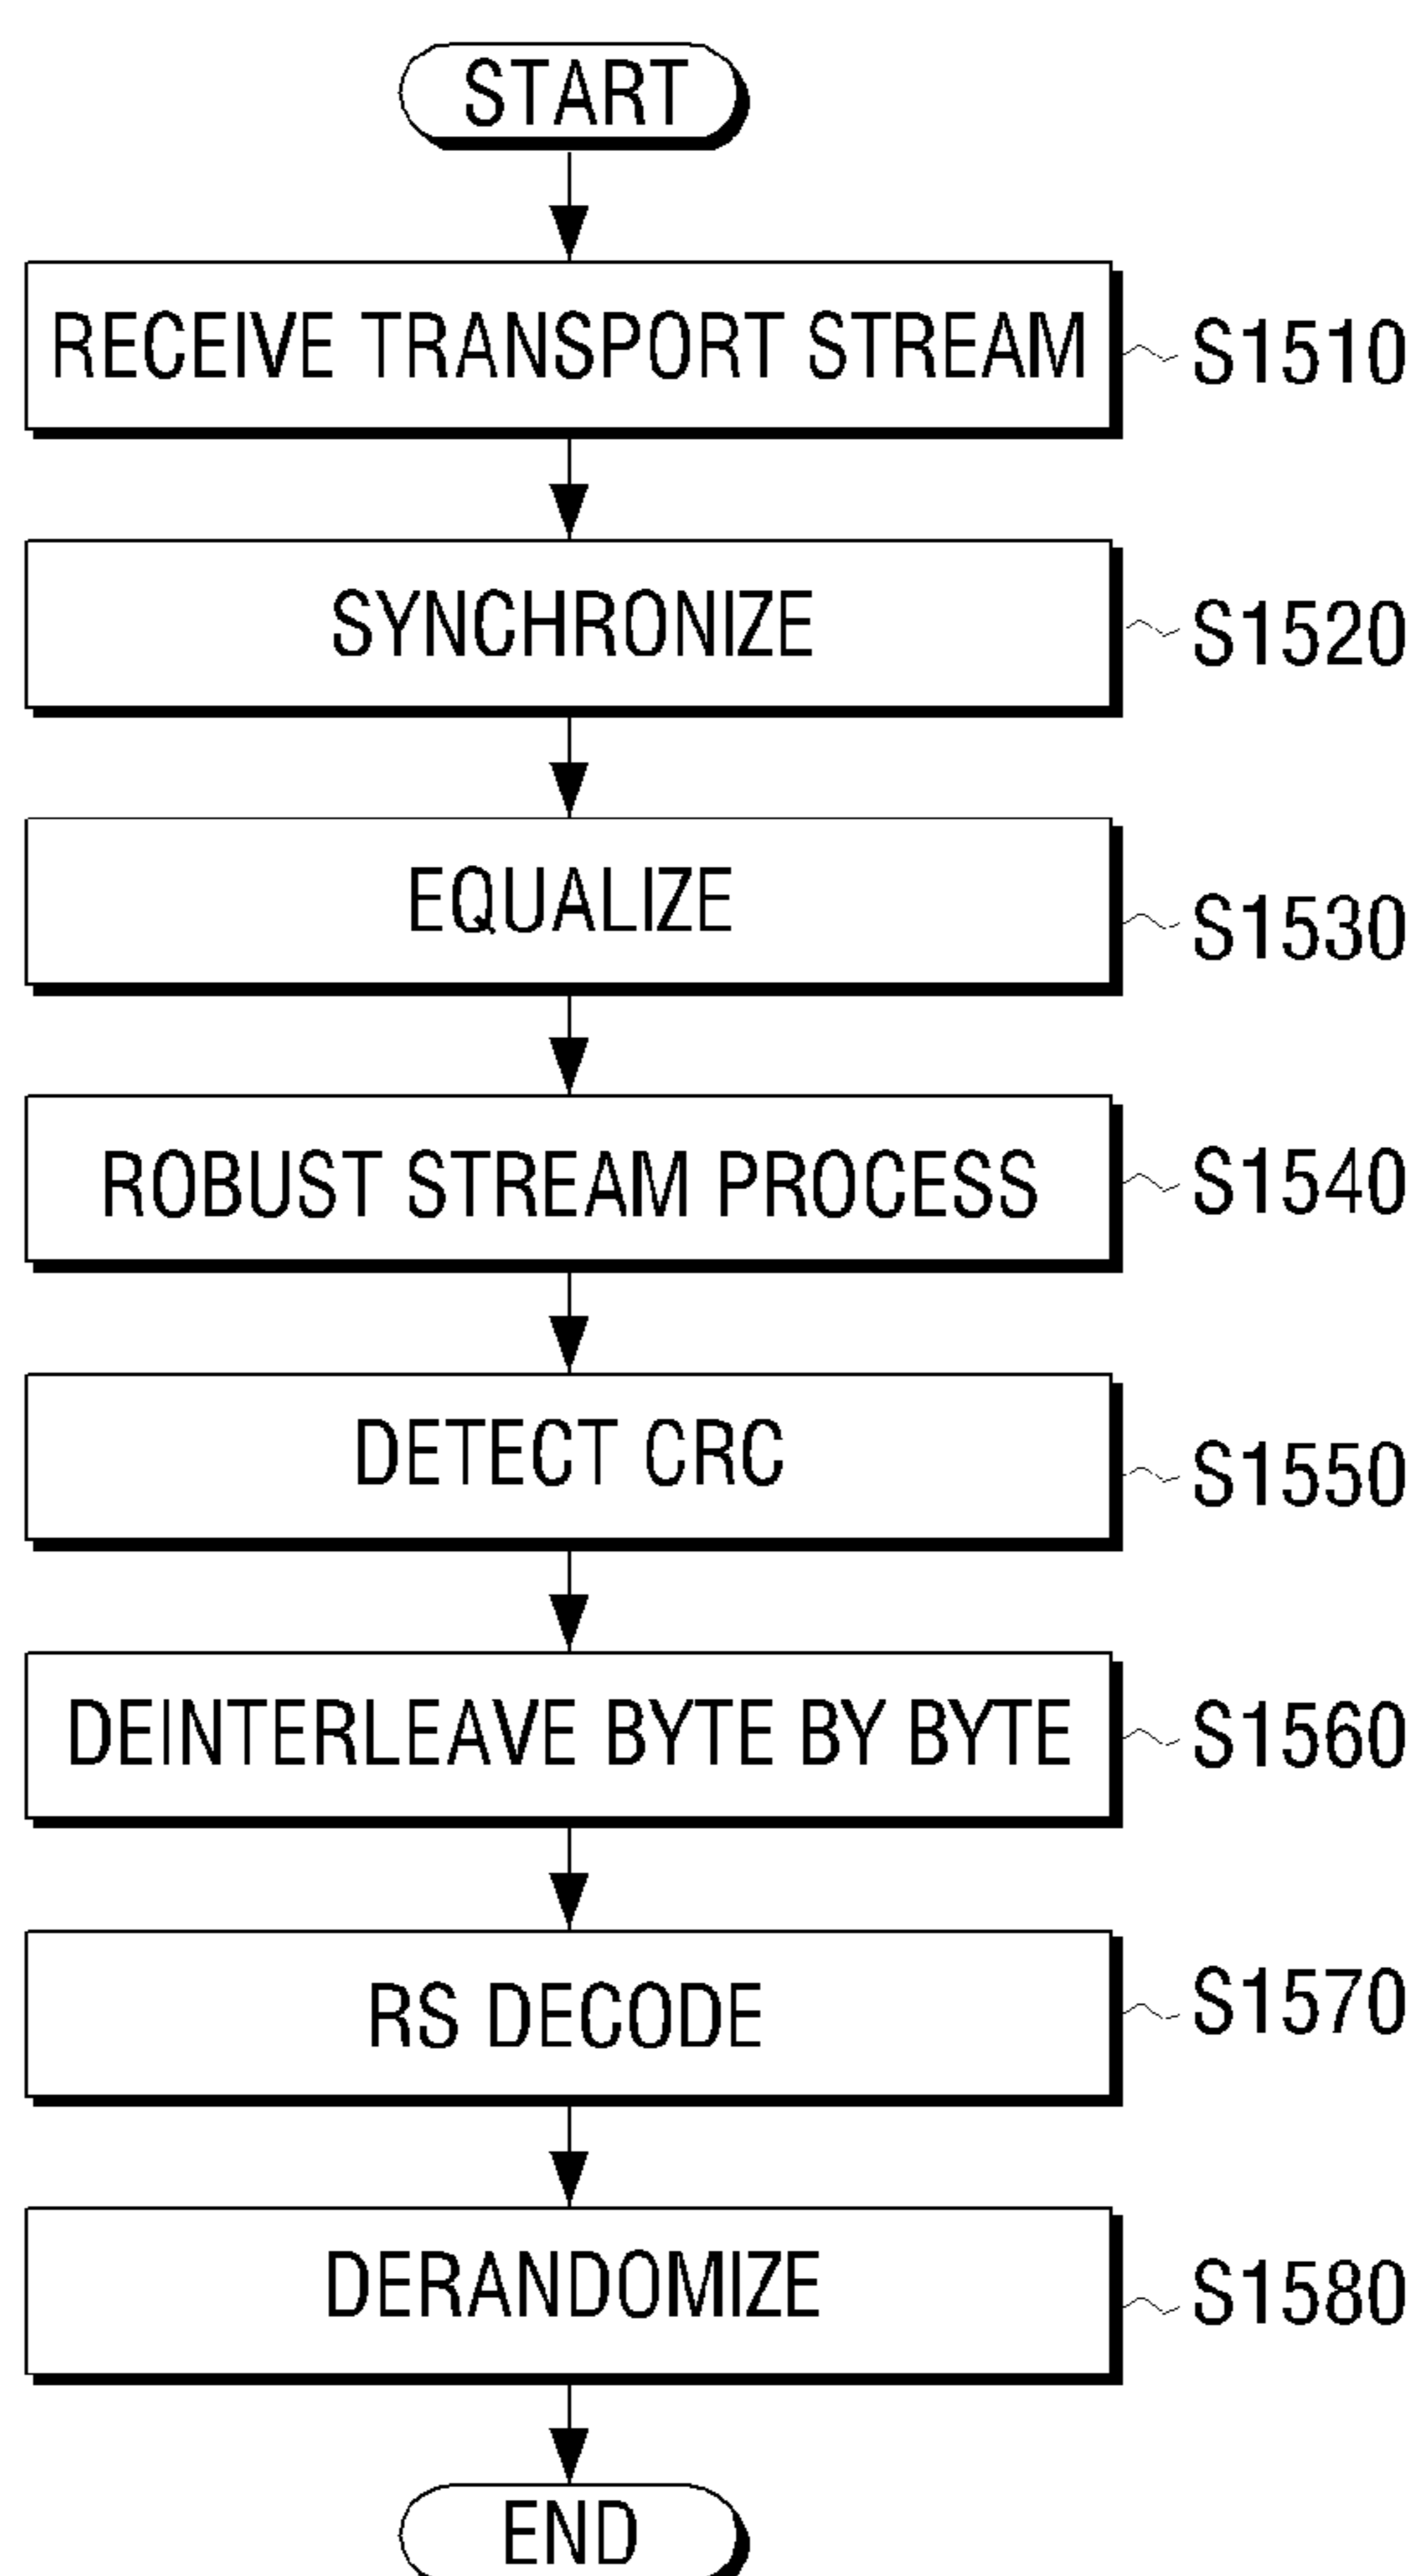 START
RECEIVE TRANSPORT STREAM
S1510
SYNCHRONIZE
S1520
EQUALIZE
S1530
ROBUST STREAM PROCESS
S1540
DETECT CRC
S1550
DEINTERLEAVE BYTE BY BYTE
S1560
RS DECODE
S1570
DERANDOMIZE
S1580
END